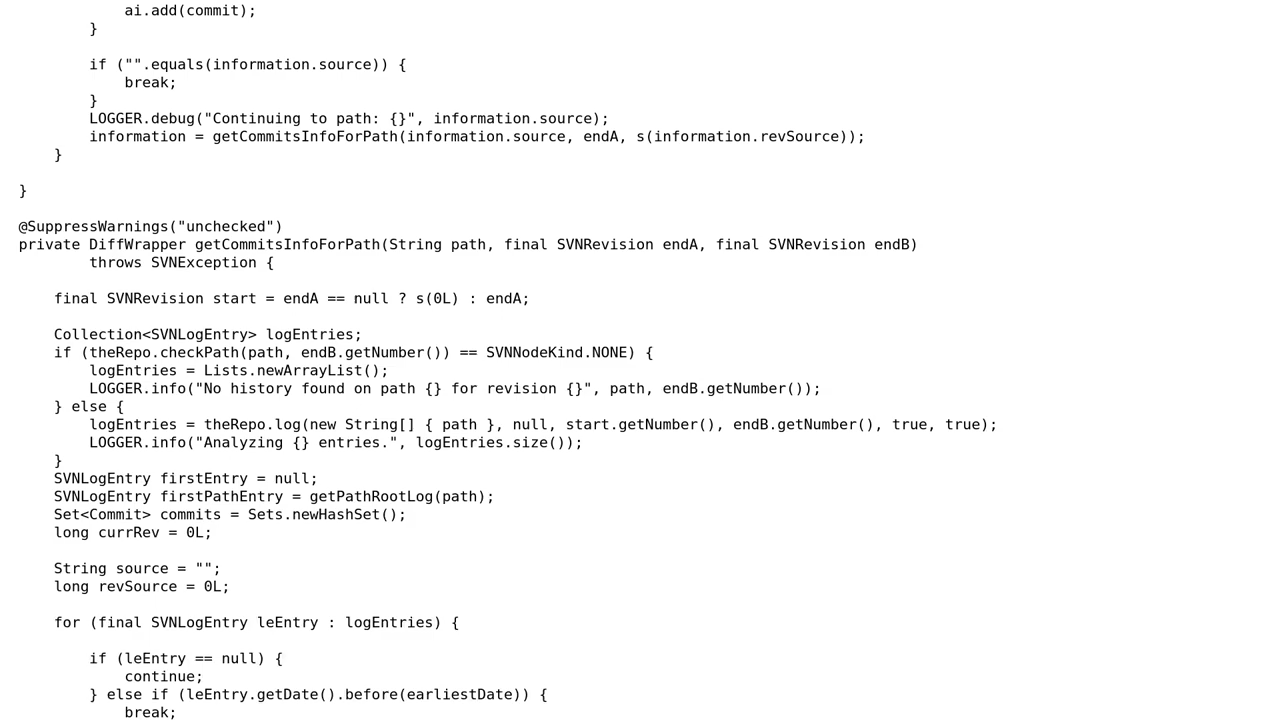 ai.add(commit);
        }

        if ("".equals(information.source)) {
            break;
        }
        LOGGER.debug("Continuing to path: {}", information.source);
        information = getCommitsInfoForPath(information.source, endA, s(information.revSource));
    }

}

@SuppressWarnings("unchecked")
private DiffWrapper getCommitsInfoForPath(String path, final SVNRevision endA, final SVNRevision endB)
        throws SVNException {

    final SVNRevision start = endA == null ? s(0L) : endA;

    Collection<SVNLogEntry> logEntries;
    if (theRepo.checkPath(path, endB.getNumber()) == SVNNodeKind.NONE) {
        logEntries = Lists.newArrayList();
        LOGGER.info("No history found on path {} for revision {}", path, endB.getNumber());
    } else {
        logEntries = theRepo.log(new String[] { path }, null, start.getNumber(), endB.getNumber(), true, true);
        LOGGER.info("Analyzing {} entries.", logEntries.size());
    }
    SVNLogEntry firstEntry = null;
    SVNLogEntry firstPathEntry = getPathRootLog(path);
    Set<Commit> commits = Sets.newHashSet();
    long currRev = 0L;

    String source = "";
    long revSource = 0L;

    for (final SVNLogEntry leEntry : logEntries) {

        if (leEntry == null) {
            continue;
        } else if (leEntry.getDate().before(earliestDate)) {
            break;